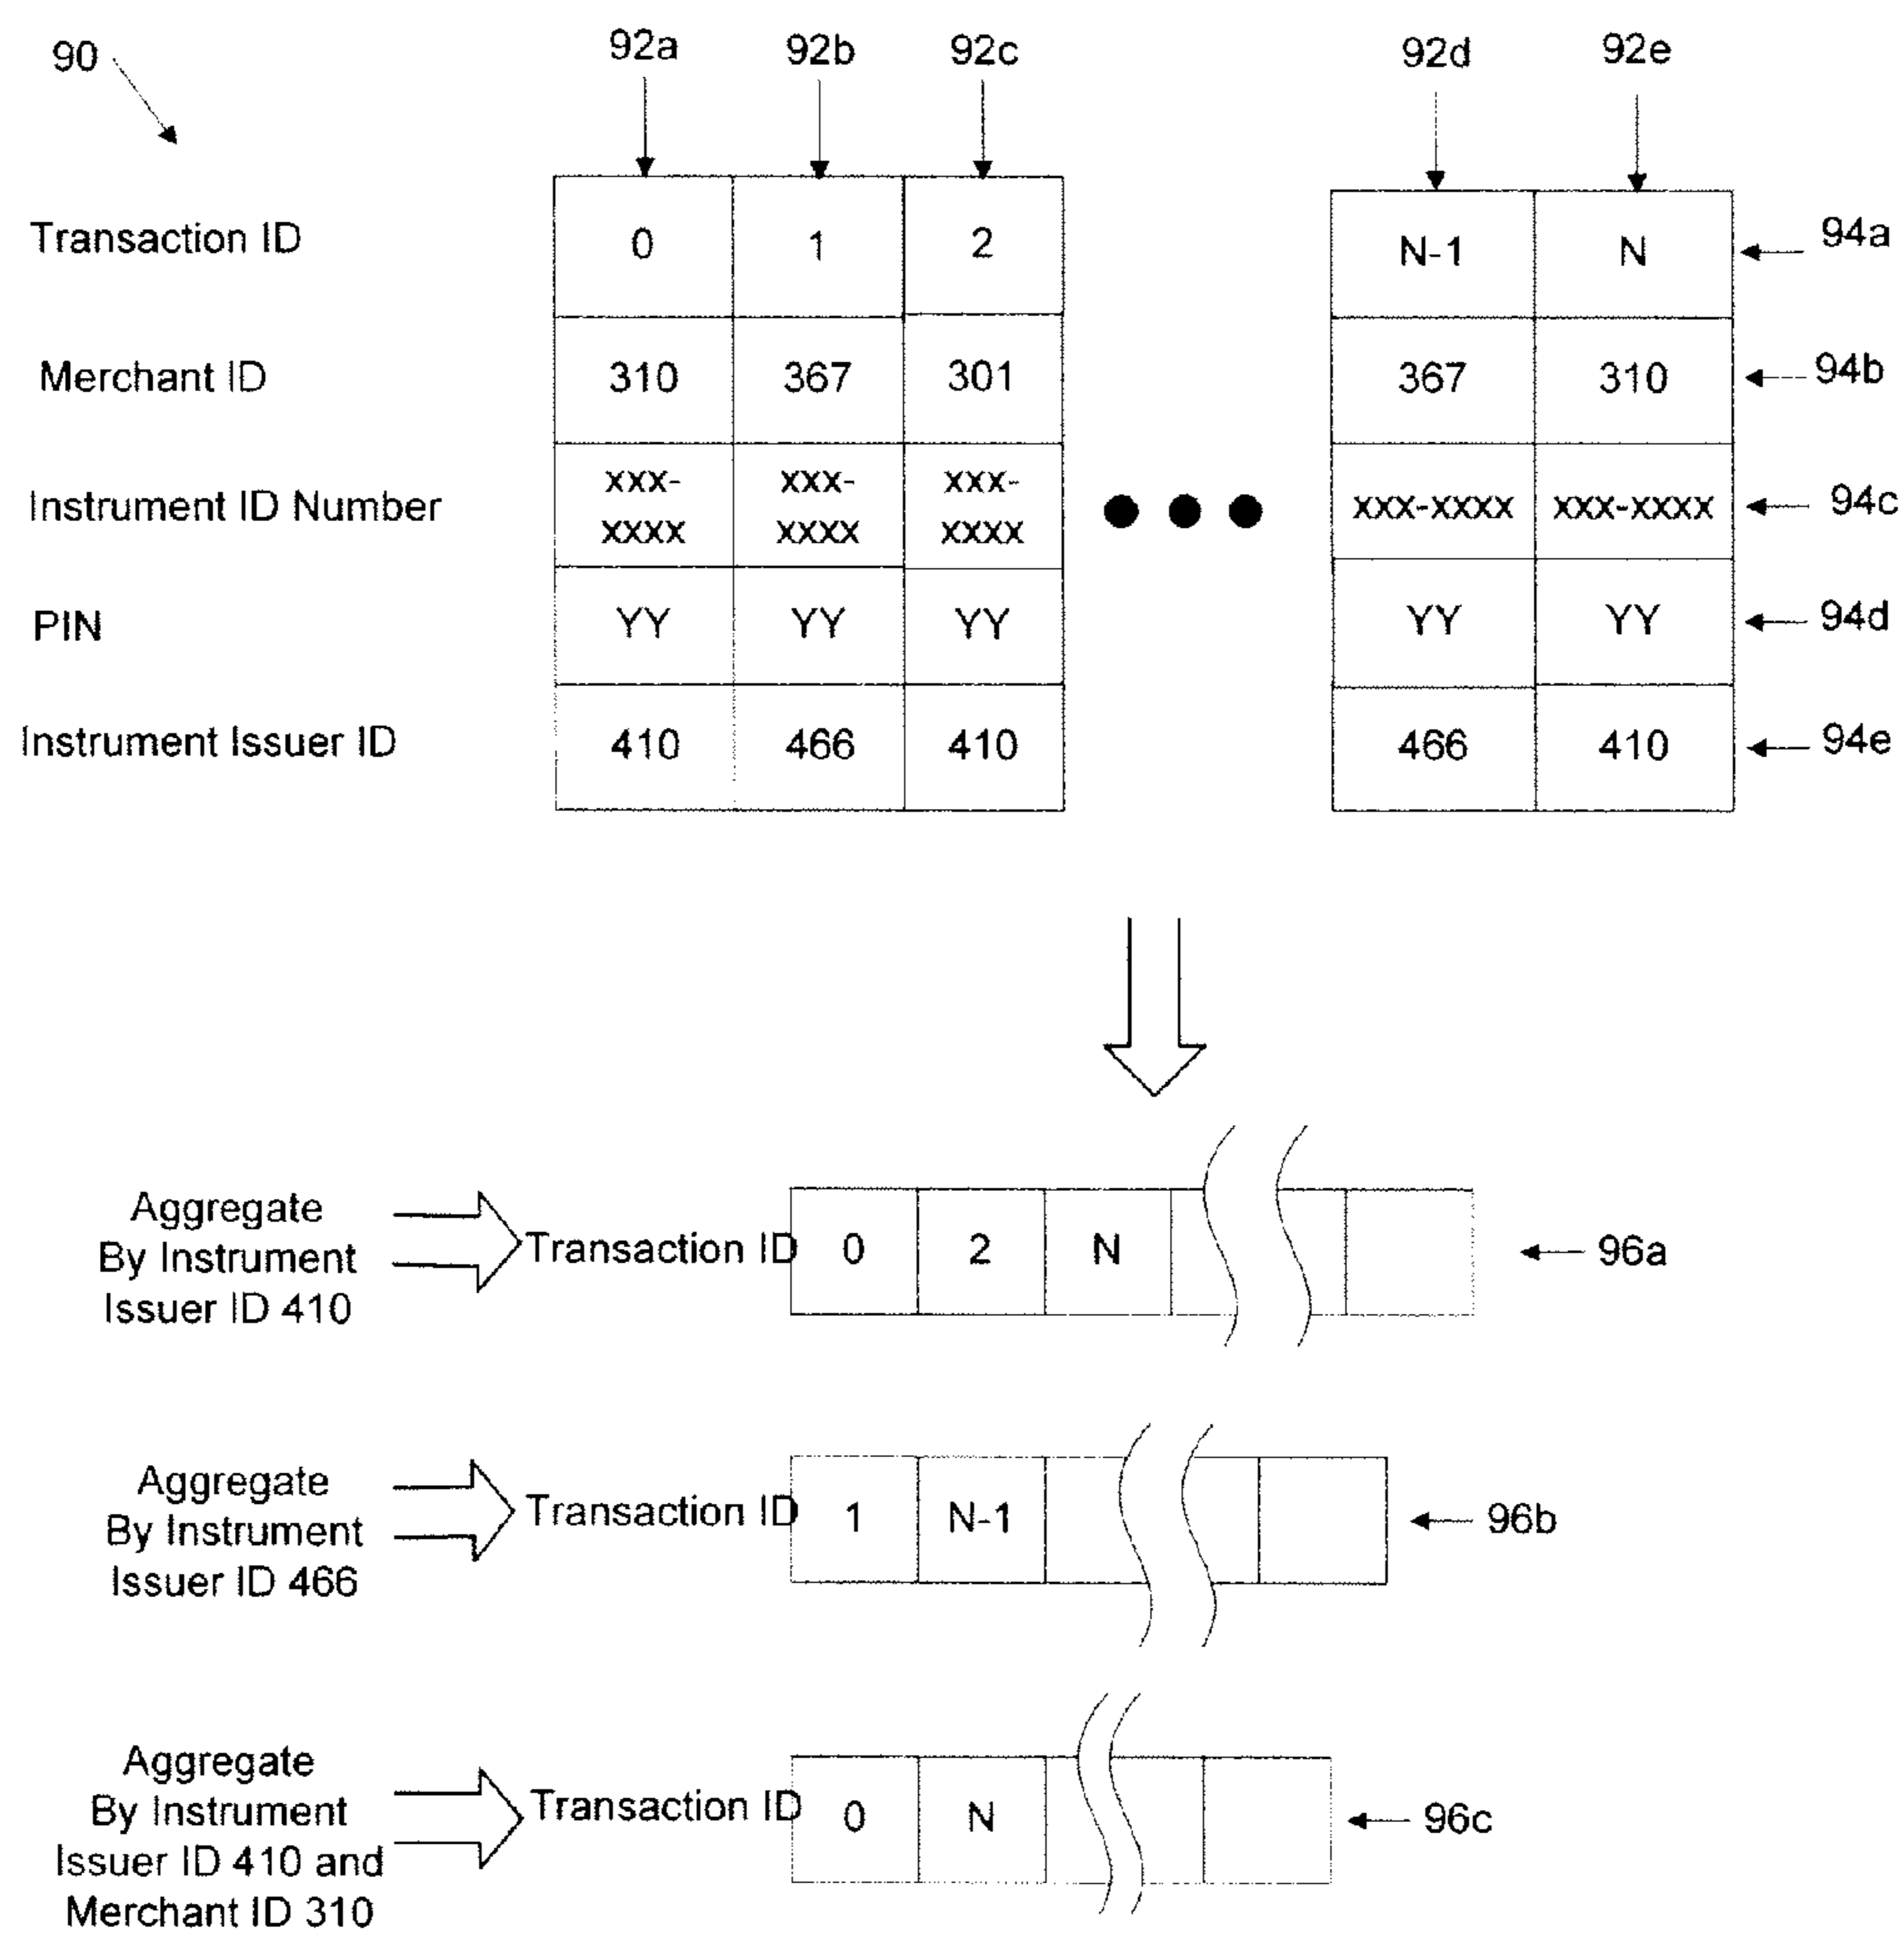 90 92a 92b 92c 92d 92e
Transaction ID 0 1 2 N-1 N 94a
Merchant ID 310 367 301 367 310 94b
xxx- xxx- xxx-
Instrument ID Number xxx-xxxx xxx-xxxx 94c
xxxx xxxx xxxx
PIN YY YY YY YY YY 94d
Instrument Issuer ID 410 466 410 466 410 94e
Aggregate
By Instrument
Issuer ID 410
Transaction ID 0 2 N 96a
Aggregate
By Instrument
Issuer ID 466
Transaction ID 1 N-1 96b
Aggregate
By Instrument
Issuer ID 410 and
Merchant ID 310
Transaction ID 0 N 96c